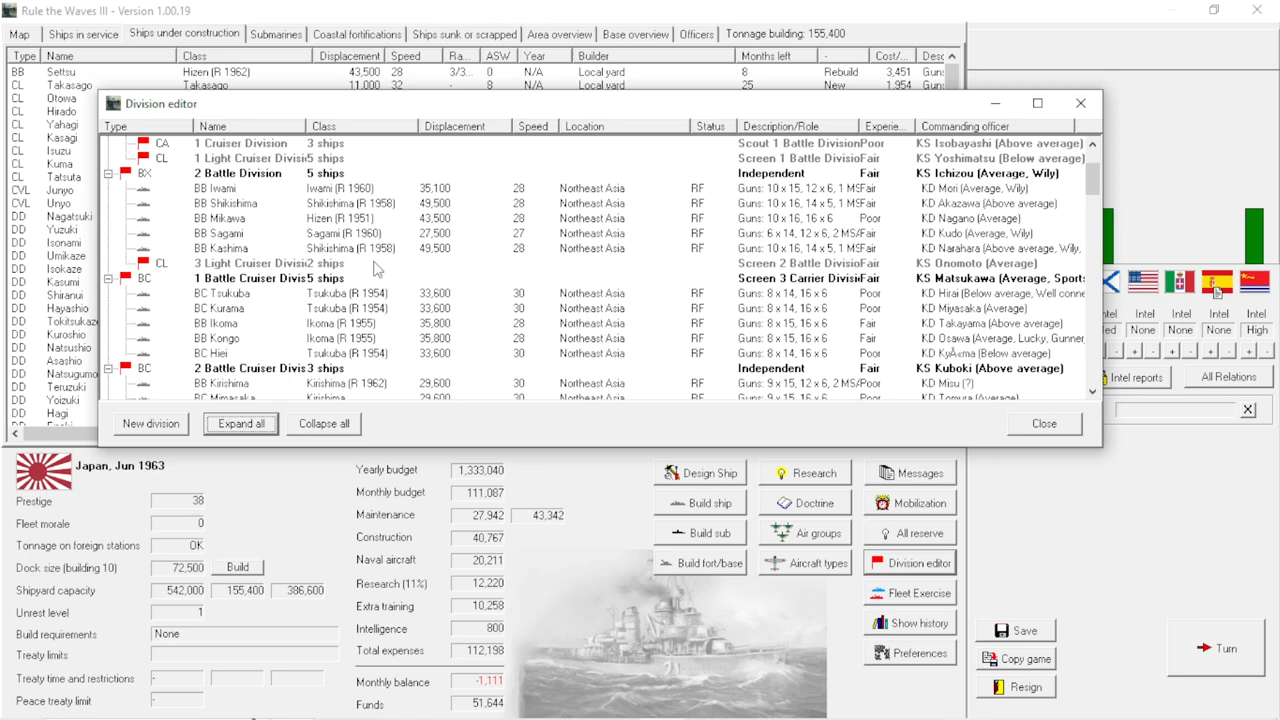 Rule the Waves III - Version 1.00.19
Map Ships in service Ships under construction Submarines Coastal fortifications Ships sunk or scrapped Area overview Base overview Officers Tonnage building: 155,400
Type Name Class Displacement Speed Ra... ASW Year Builder Months left - Cost/...
BB Settsu Hizen (R 1962) 43,500 28 3/3... 0 N/A Local yard 8 Rebuild 3,451
CL Takasago Takasago 11,000 32 - 8 N/A Local yard 25 New 1,954
CL Otowa
CL Hirado
CL Yahagi
CL Kasagi
CL Isuzu
CL Kuma
CL Tatsuta
CVL Junyo
CVL Unyo
DD Nagatsuki
DD Yuzuki
DD Isonami
DD Umikaze
DD Isokaze
DD Kasumi
DD Shiranui
DD Hayashio
DD Tokitsukaze
DD Kuroshio
DD Natsushio
DD Asashio
DD Natsugumo
DD Teruzuki
DD Yoizuki
DD Hagi
Division editor
Type Name Class Displacement Speed Location Status Description/Role Experie... Commanding officer
CA 1 Cruiser Division 3 ships Scout 1 Battle Division Poor KS Isobayashi (Above average)
CL 1 Light Cruiser Divisi 5 ships Screen 1 Battle Divisio Fair KS Yoshimatsu (Below average)
BX 2 Battle Division 5 ships Independent Fair KS Ichizou (Average, Wily)
BB Iwami Iwami (R 1960) 35,100 28 Northeast Asia RF Guns: 10 x 15, 12 x 6, 1 MS Fair KD Mori (Average, Wily)
BB Shikishima Shikishima (R 1958) 49,500 28 Northeast Asia RF Guns: 10 x 16, 14 x 5, 1 MS Fair KD Akazawa (Above average)
BB Mikawa Hizen (R 1951) 43,500 28 Northeast Asia RF Guns: 10 x 16, 16 x 6 Poor KD Nagano (Average)
BB Sagami Sagami (R 1960) 27,500 27 Northeast Asia RF Guns: 6 x 14, 12 x 6, 2 MS/ Fair KD Kudo (Average, Wily)
BB Kashima Shikishima (R 1958) 49,500 28 Northeast Asia RF Guns: 10 x 16, 14 x 5, 1 MS Fair KD Narahara (Above average, Wily,
CL 3 Light Cruiser Divisi 2 ships Screen 2 Battle Divisio Fair KS Onomoto (Average)
BC 1 Battle Cruiser Divis 5 ships Screen 3 Carrier Divisi Fair KS Matsukawa (Average, Sports
BC Tsukuba Tsukuba (R 1954) 33,600 30 Northeast Asia RF Guns: 8 x 14, 16 x 6 Poor KD Hirai (Below average, Well conne
BC Kurama Tsukuba (R 1954) 33,600 30 Northeast Asia RF Guns: 8 x 14, 16 x 6 Poor KD Miyasaka (Average)
BB Ikoma Ikoma (R 1955) 35,800 28 Northeast Asia RF Guns: 8 x 15, 16 x 6 Fair KD Takayama (Above average)
BB Kongo Ikoma (R 1955) 35,800 28 Northeast Asia RF Guns: 8 x 15, 16 x 6 Fair KD Osawa (Average, Lucky, Gunner
BC Hiei Tsukuba (R 1954) 33,600 30 Northeast Asia RF Guns: 8 x 14, 16 x 6 Poor (Below average)
BC 2 Battle Cruiser Divis 3 ships Independent Fair KS Kuboki (Above average)
BB Kirishima Kirishima (R 1962) 29,600 30 Northeast Asia RF Guns: 9 x 15, 12 x 6, 2 MS/ Fair KD Misu (?)
BC Mimasaka Kirishima 29,600 30 Northeast Asia RF
New division Expand all Collapse all Close
Intel Intel Intel Intel
None None None High
- + - + - + - + -
Intel reports All Relations
X
Japan, Jun 1963
Prestige 38
Fleet morale 0
Tonnage on foreign stations OK
Dock size (building 10) 72,500 Build
Shipyard capacity 542,000 155,400 386,600
Unrest level 1
Build requirements None
Treaty limits
Treaty time and restrictions -
Peace treaty limit -
Yearly budget 1,333,040
Monthly budget 111,087
Maintenance 27,942 43,342
Construction 40,767
Naval aircraft 20,211
Research (11%) 12,220
Extra training 10,258
Intelligence 800
Total expenses 112,198
Monthly balance -1,111
Funds 51,644
Design Ship Research Messages
Build ship Doctrine Mobilization
Build sub Air groups All reserve
Build fort/base Aircraft types Division editor
Fleet Exercise
Show history
Preferences
Save
Copy game
Resign
Turn